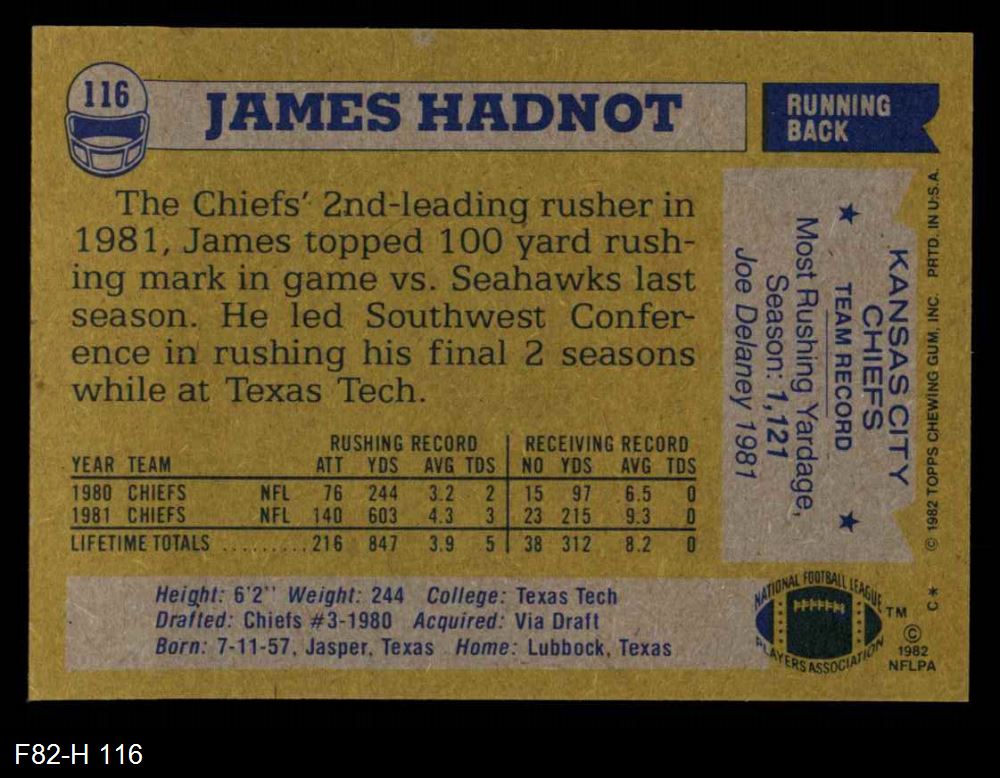 116
JAMES HADNOT
RUNNING
BACK
The Chiefs' 2nd-leading rusher in
1981, James topped 100 yard rush-
ing mark in game vs. Seahawks last
season. He led Southwest Confer-
ence in rushing his final 2 seasons
while at Texas Tech.
RUSHING RECORD RECEIVING RECORD
YEAR TEAM ATT YDS AVG TDS NO YDS AVG TDS
1980 CHIEFS NFL 76 244 3.2 2 15 97 6.5 0
1981 CHIEFS NFL 140 603 4.3 3 23 215 9.3 0
LIFETIME TOTALS ..........216 847 3.9 5 38 312 8.2 0
Height: 6'2'' Weight: 244 College: Texas Tech
Drafted: Chiefs #3-1980 Acquired: Via Draft
Born: 7-11-57, Jasper, Texas Home: Lubbock, Texas
KANSAS CITY
CHIEFS
★ TEAM RECORD ★
Most Rushing Yardage,
Season: 1,121
Joe Delaney 1981
© 1982 TOPPS CHEWING GUM, INC. PRTD. IN U.S.A.
C*
NATIONAL FOOTBALL LEAGUE
PLAYERS ASSOCIATION
TM
©
1982
NFLPA
F82-H 116